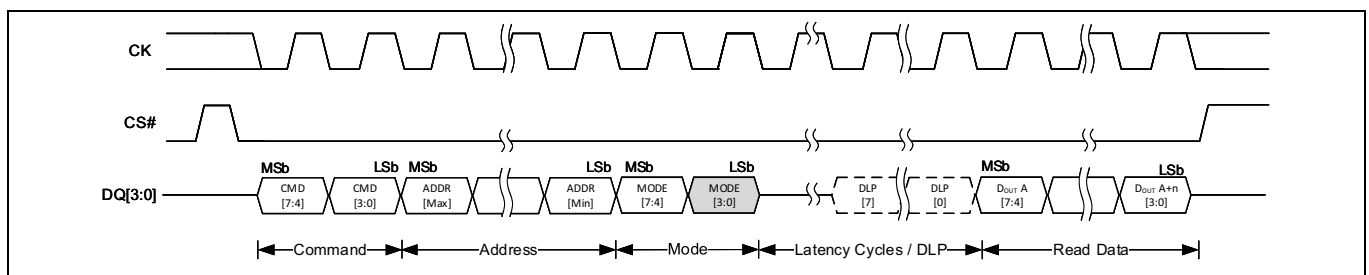 CK
CS#
MSb LSb MSb LSb MSb LSb MSb LSb
DQ[3:0]
CMD [7:4] CMD [3:0] ADDR [Max] ADDR [Min] MODE [7:4] MODE [3:0] DLP [7] DLP [0] DOUT A [7:4] DOUT A+n [3:0]
Command Address Mode Latency Cycles / DLP Read Data